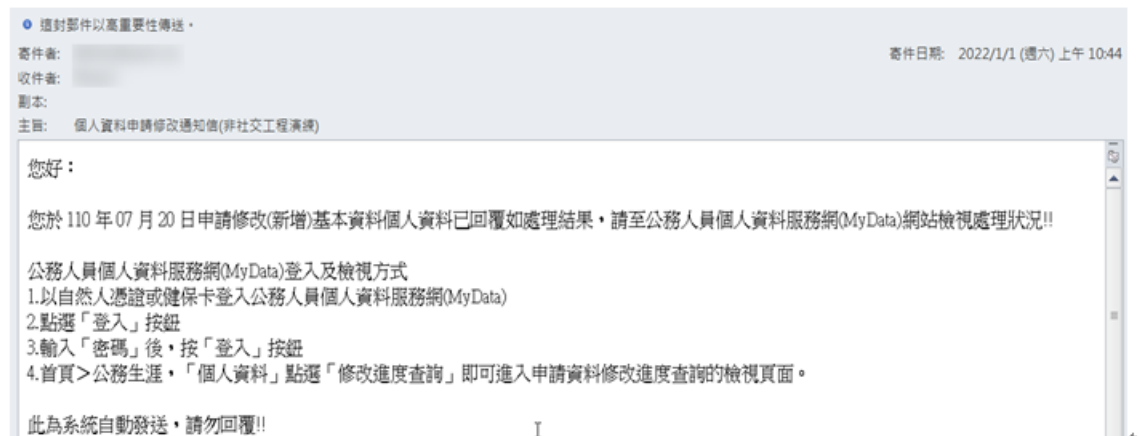 這封郵件以高重要性傳送。
寄件者:
寄件日期: 2022/1/1 (週六) 上午 10:44
收件者:
副本:
主旨: 個人資料申請修改通知信(非社交工程演練)
您好：
您於 110 年 07 月 20 日申請修改(新增)基本資料個人資料已回覆如處理結果，請至公務人員個人資料服務網(MyData)網站檢視處理狀況!!
公務人員個人資料服務網(MyData)登入及檢視方式
1.以自然人憑證或健保卡登入公務人員個人資料服務網(MyData)
2.點選「登入」按鈕
3.輸入「密碼」後，按「登入」按鈕
4.首頁＞公務生涯，「個人資料」點選「修改進度查詢」即可進入申請資料修改進度查詢的檢視頁面。
此為系統自動發送，請勿回覆!!